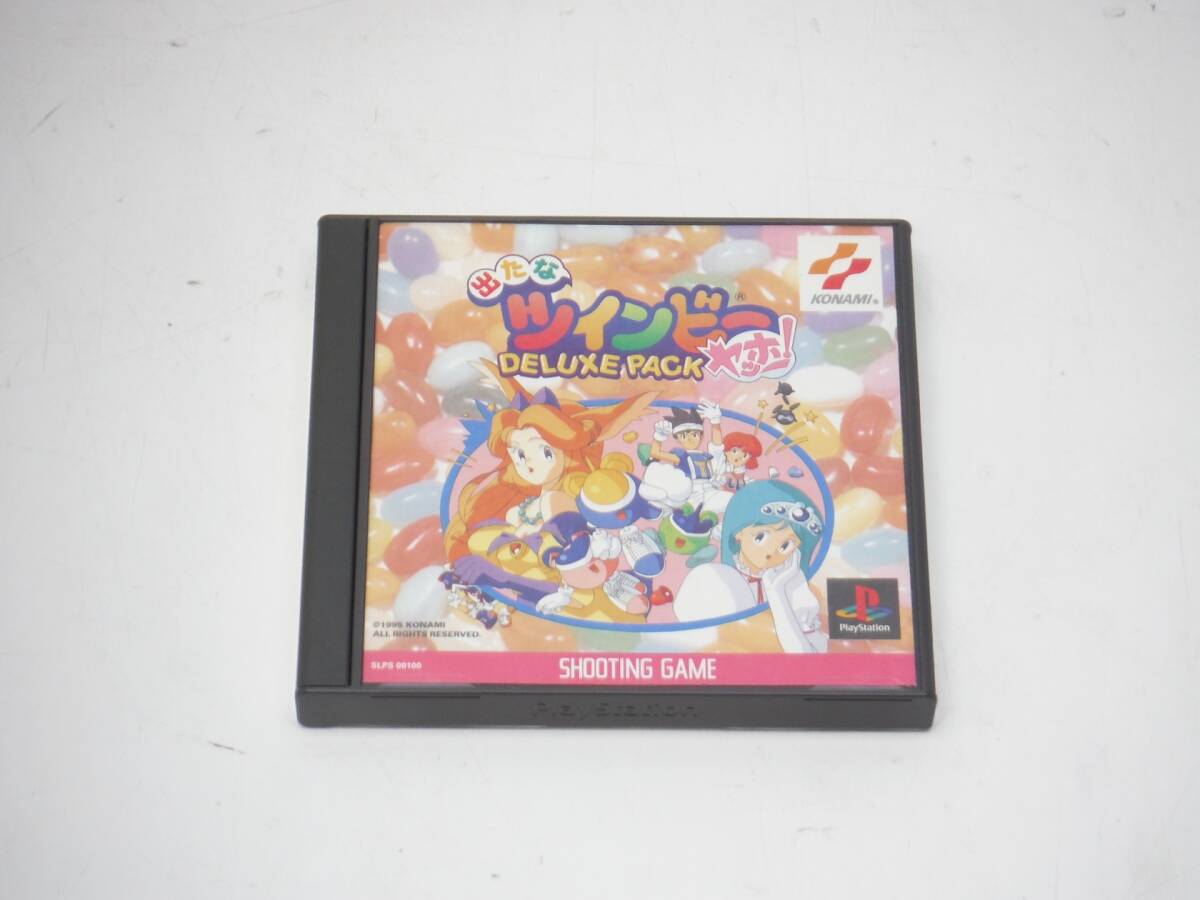 出たな
ツインビー®
ヤッホー!
DELUXE PACK
KONAMI®
PlayStation
©1995 KONAMI
ALL RIGHTS RESERVED.
SLPS 00100
SHOOTING GAME
PlayStation